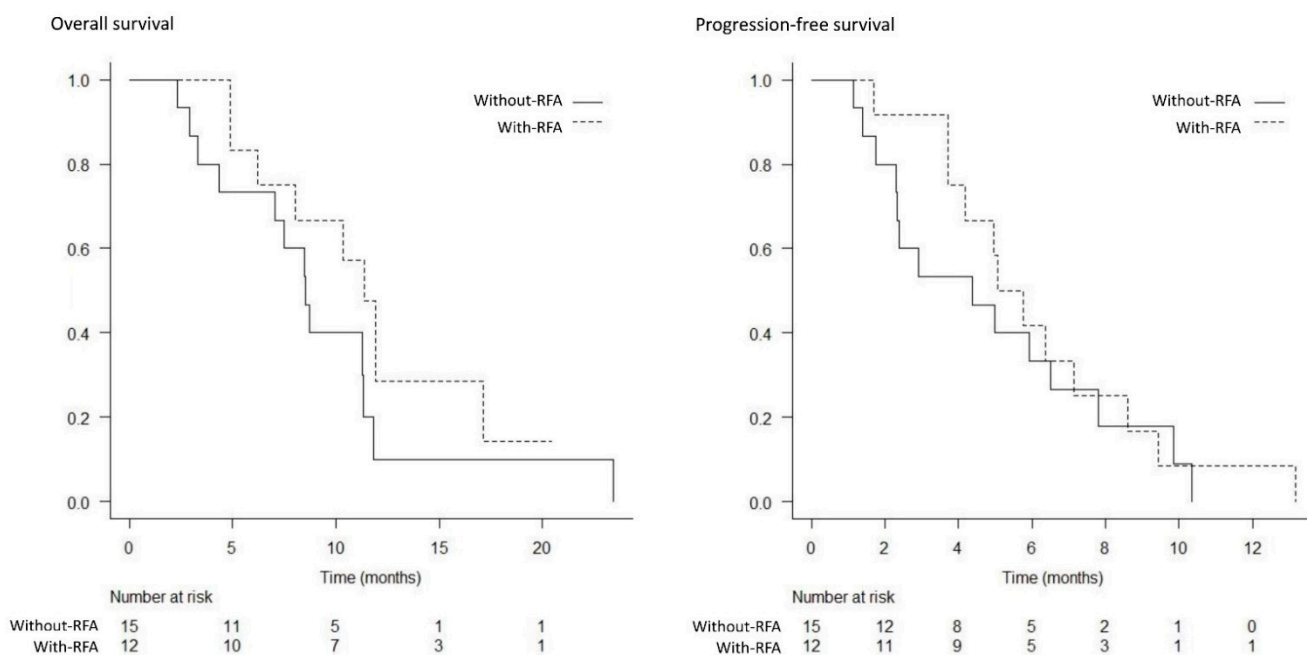 Overall survival
Without-RFA
With-RFA
1.0
0.8
0.6
0.4
0.2
0.0
0 5 10 15 20
Time (months)
Number at risk
Without-RFA 15 11 5 1 1
With-RFA 12 10 7 3 1
Progression-free survival
Without-RFA
With-RFA
1.0
0.8
0.6
0.4
0.2
0.0
0 2 4 6 8 10 12
Time (months)
Number at risk
Without-RFA 15 12 8 5 2 1 0
With-RFA 12 11 9 5 3 1 1